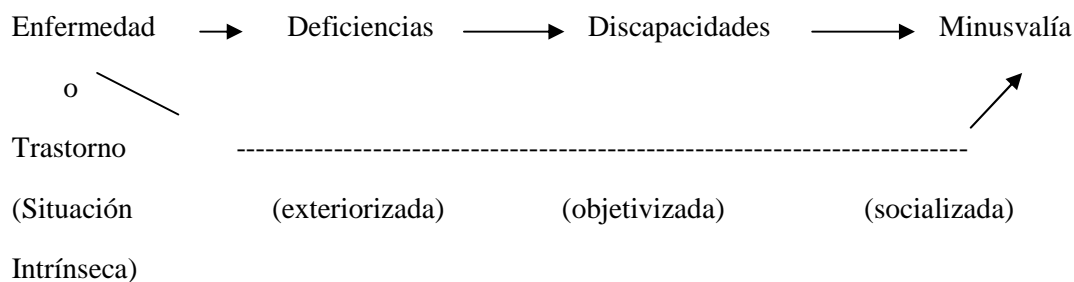 Enfermedad Deficiencias Discapacidades Minusvalía
o
Trastorno --------------------------------------------------------------------------
(Situación (exteriorizada) (objetivizada) (socializada)
Intrínseca)